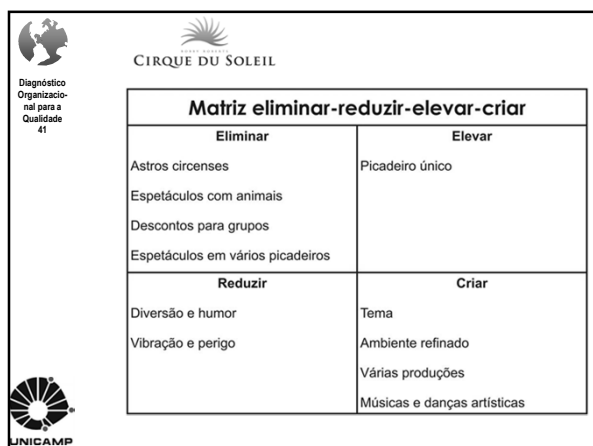 Diagnóstico
Organizacio-
nal para a
Qualidade
41
CIRQUE DU SOLEIL
Matriz eliminar-reduzir-elevar-criar
Eliminar
Astros circenses
Espetáculos com animais
Descontos para grupos
Espetáculos em vários picadeiros
Elevar
Picadeiro único
Reduzir
Diversão e humor
Vibração e perigo
Criar
Tema
Ambiente refinado
Várias produções
Músicas e danças artísticas
UNICAMP